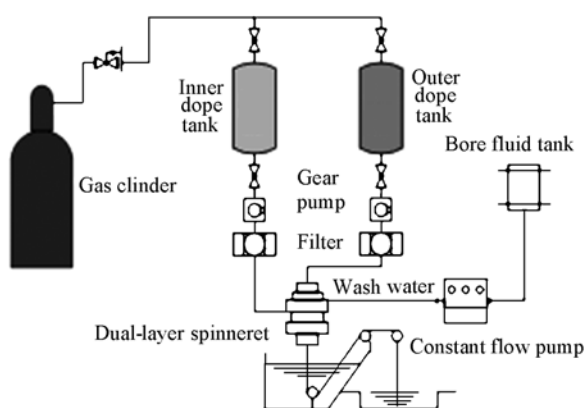 Inner
dope
tank
Outer
dope
tank
Bore fluid tank
Gas clinder
Gear
pump
Filter
Wash water
Dual-layer spinneret
Constant flow pump